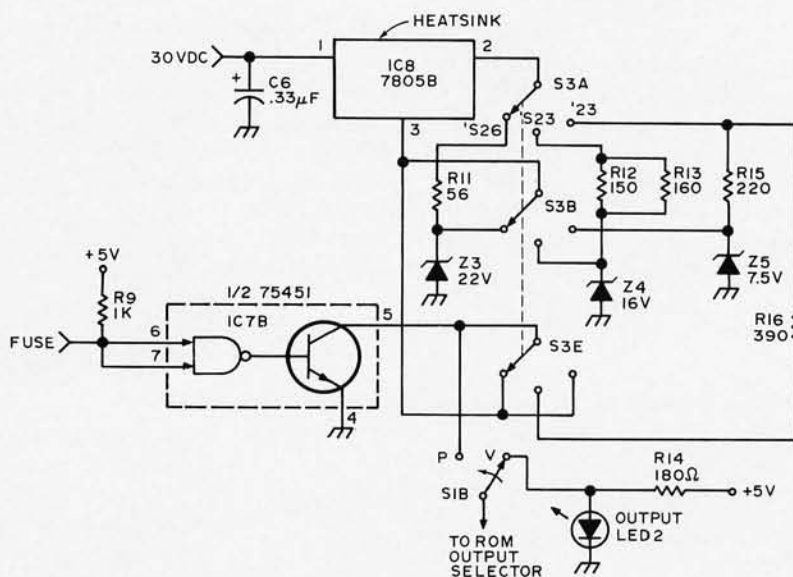 HEATSINK
30VDC
1
IC8
7805B
2
+
C6
.33µF
3
S3A
'S26
'S23
'23
R11
56
R12
150
R13
160
R15
220
S3B
Z3
22V
Z4
16V
Z5
7.5V
+5V
R9
1K
1/2 75451
IC7B
5
6
7
FUSE
4
S3E
R16
390
P
V
S1B
R14
180Ω
+5V
TO ROM
OUTPUT
SELECTOR
OUTPUT
LED2